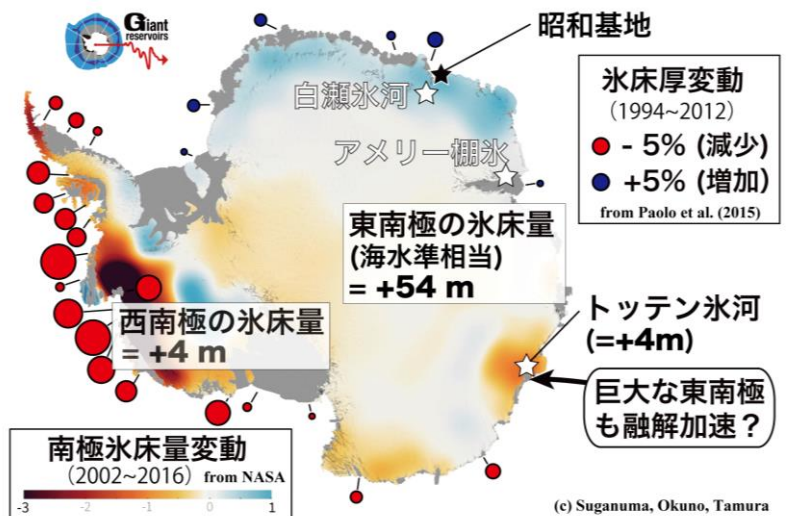 Giant
reservoirs
昭和基地
白瀬氷河
アメリー棚氷
氷床厚変動
(1994~2012)
- 5% (減少)
+5% (増加)
from Paolo et al. (2015)
東南極の氷床量
(海水準相当)
= +54 m
西南極の氷床量
= +4 m
トッテン氷河
(=+4m)
巨大な東南極
も融解加速？
南極氷床量変動
(2002~2016) from NASA
-3 -2 -1 0 1
(c) Suganuma, Okuno, Tamura